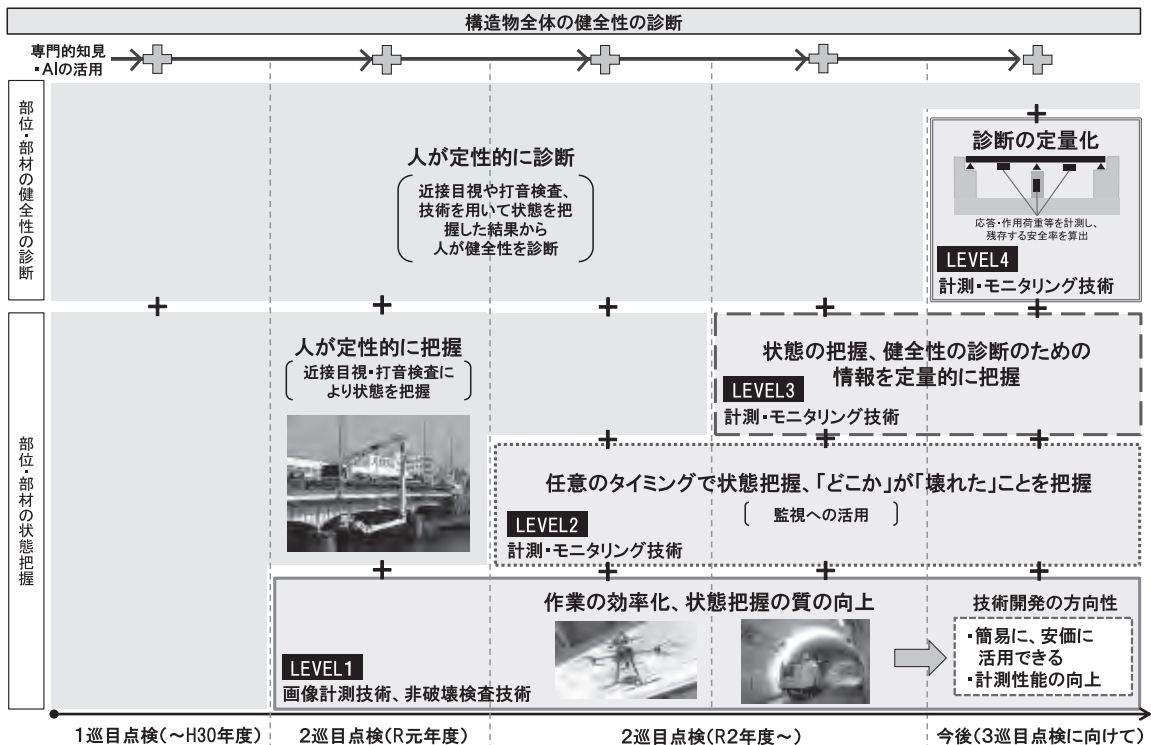 構造物全体の健全性の診断
専門的知見
・AIの活用
部位・部材の健全性の診断
人が定性的に診断
近接目視や打音検査、
技術を用いて状態を把
握した結果から
人が健全性を診断
診断の定量化
応答・作用荷重等を計測し、
残存する安全率を算出
LEVEL4
計測・モニタリング技術
部位・部材の状態把握
人が定性的に把握
近接目視・打音検査に
より状態を把握
状態の把握、健全性の診断のための
情報を定量的に把握
LEVEL3
計測・モニタリング技術
任意のタイミングで状態把握、「どこか」が「壊れた」ことを把握
監視への活用
LEVEL2
計測・モニタリング技術
作業の効率化、状態把握の質の向上
LEVEL1
画像計測技術、非破壊検査技術
技術開発の方向性
・簡易に、安価に
活用できる
・計測性能の向上
1巡目点検(～H30年度)
2巡目点検(R元年度)
2巡目点検(R2年度～)
今後(3巡目点検に向けて)